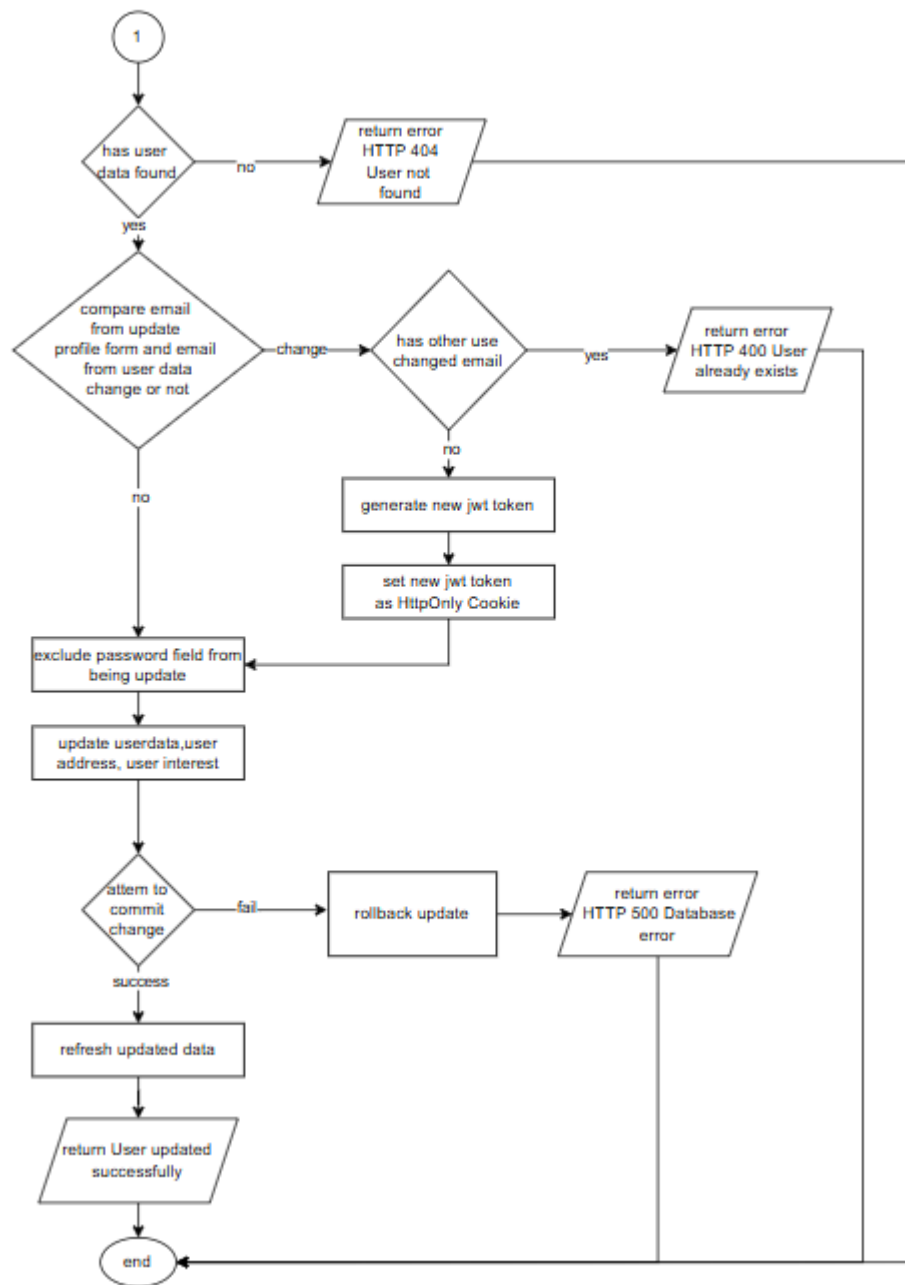 1
has user
data found
no
return error
HTTP 404
User not
found
yes
compare email
from update
profile form and email
from user data
change or not
change
has other use
changed email
yes
return error
HTTP 400 User
already exists
no
no
generate new jwt token
set new jwt token
as HttpOnly Cookie
exclude password field from
being update
update userdata,user
address, user interest
attem to
commit
change
fail
rollback update
return error
HTTP 500 Database
error
success
refresh updated data
return User updated
successfully
end